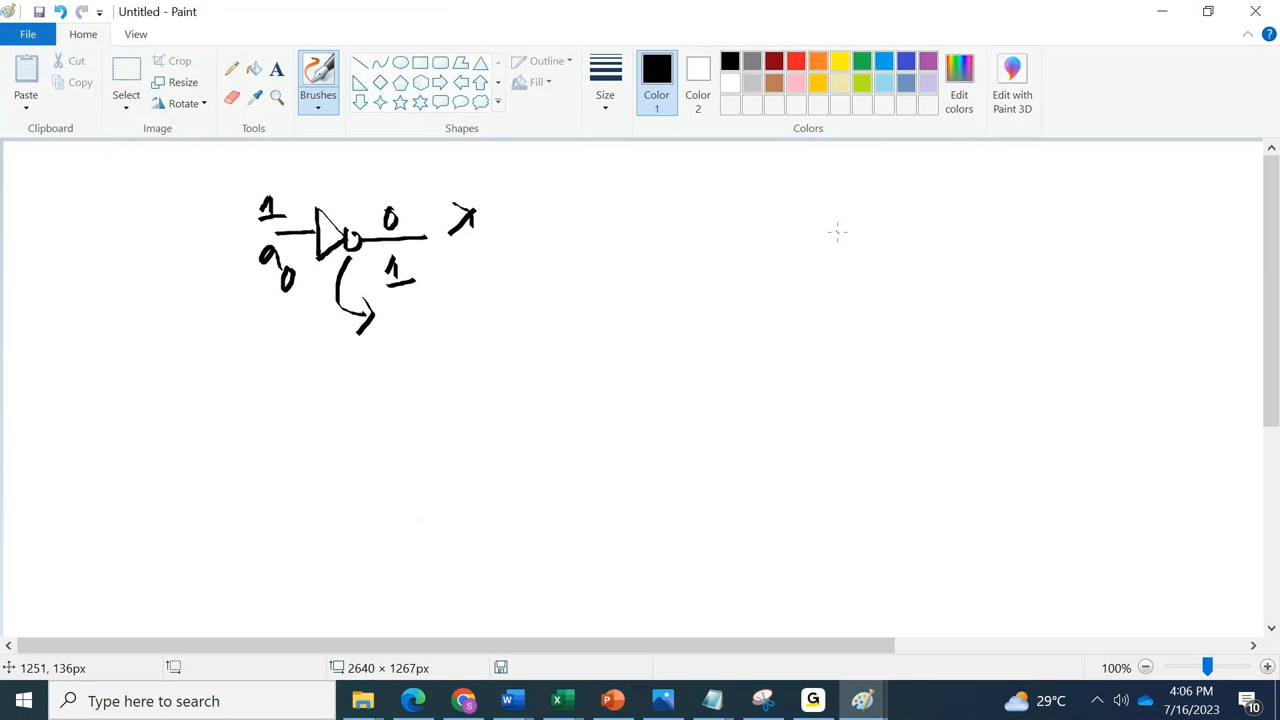 Untitled - Paint
File
Home
View
Paste
Cut
Copy
Clipboard
Select
Crop
Resize
Rotate
Image
Tools
Brushes
Shapes
Outline
Fill
Size
Color
1
Color
2
Colors
Edit
colors
Edit with
Paint 3D
1
0
0
1
1251, 136px
2640 × 1267px
100%
Type here to search
29°C
4:06 PM
7/16/2023
10